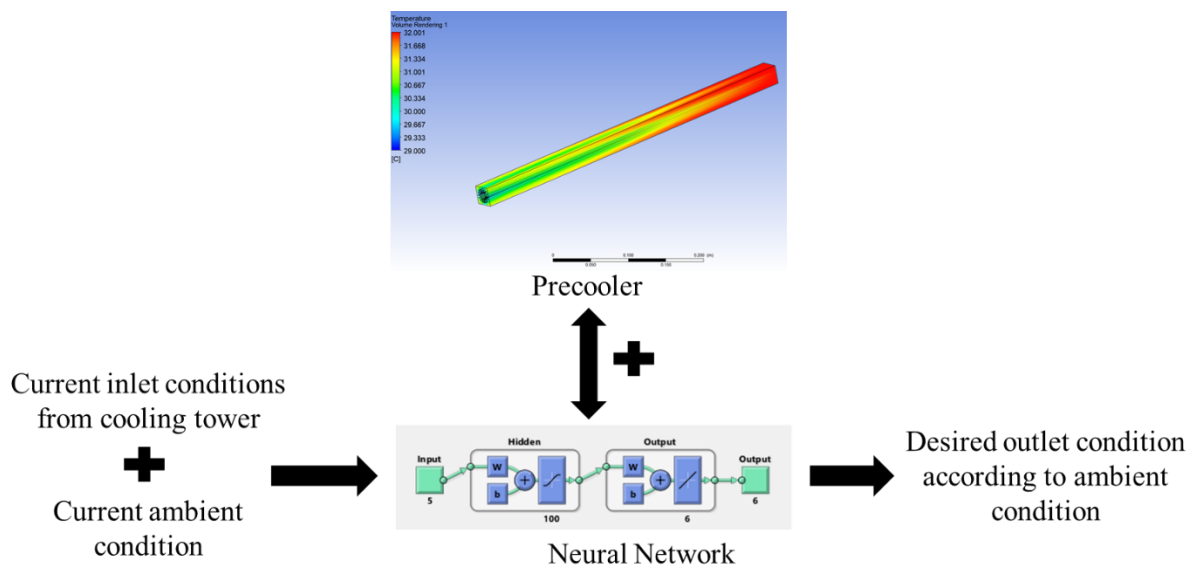 Temperature
Volume Rendering 1
32.001
31.668
31.334
31.001
30.667
30.334
30.000
29.667
29.333
29.000
[C]
0 0.100 0.200 (m)
0.050 0.150
Precooler
Current inlet conditions
from cooling tower
Current ambient
condition
Hidden Output
Input Output
W W
b b
5 6
100 6
Neural Network
Desired outlet condition
according to ambient
condition